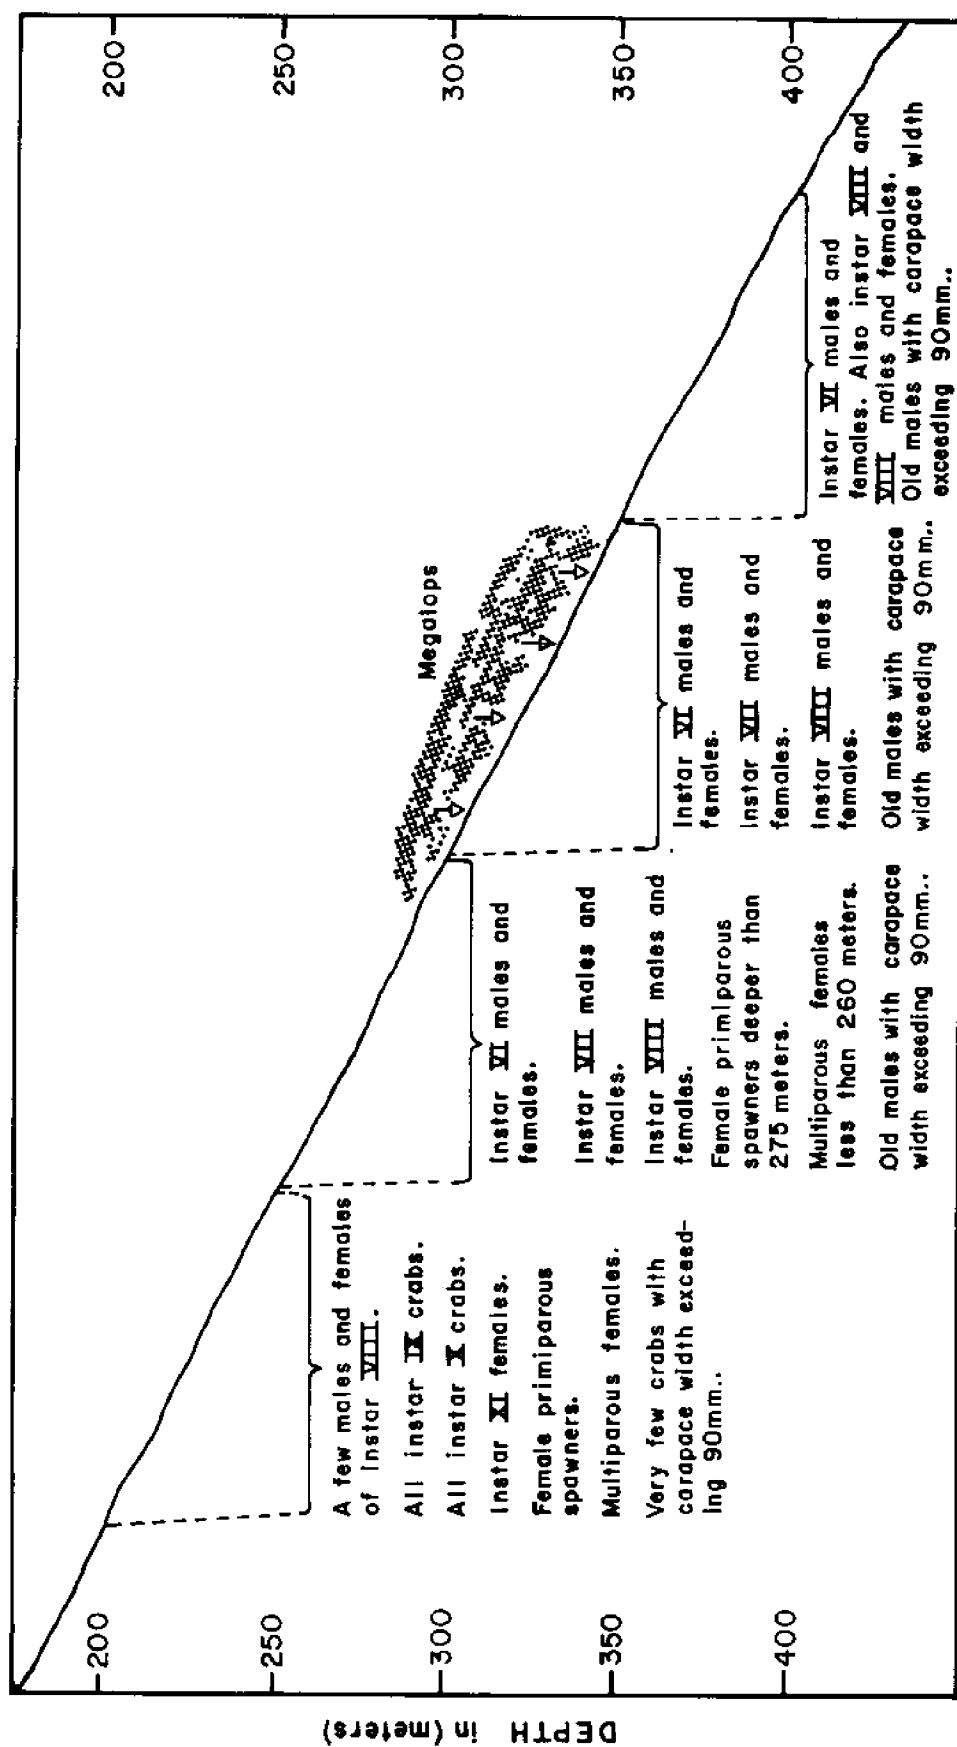 DEPTH in (meters)
200
250
300
350
400
200
250
300
350
400
Megalops
A few males and females
of Instar VIII.
All instar IX crabs.
All instar X crabs.
Instar XI females.
Female primiparous
spawners.
Multiparous females.
Very few crabs with
carapace width exceed-
ing 90mm..
Instar VI males and
females.
Instar VII males and
females.
Instar VIII males and
females.
Female primiparous
spawners deeper than
275 meters.
Multiparous females
less than 260 meters.
Old males with carapace
width exceeding 90mm..
Instar VI males and
females.
Instar VII males and
females.
Instar VIII males and
females.
Old males with carapace
width exceeding 90mm..
Instar VI males and
females. Also instar VIII and
VIII males and females.
Old males with carapace width
exceeding 90mm..